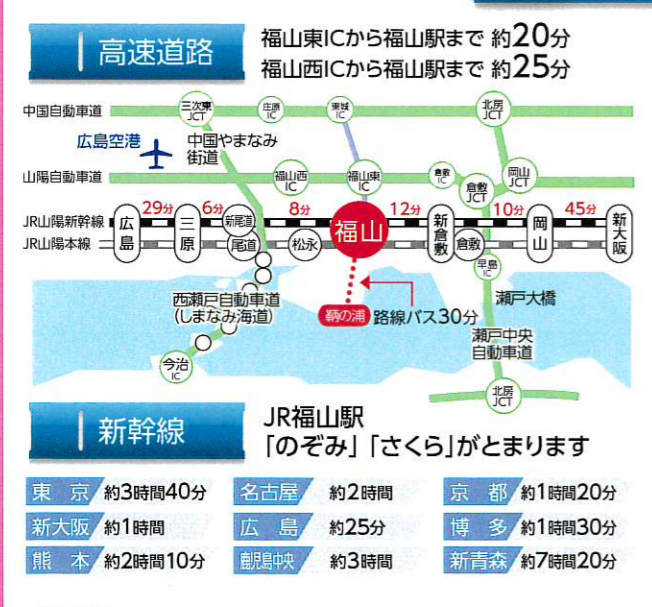 高速道路
福山東ICから福山駅まで 約20分
福山西ICから福山駅まで 約25分
中国自動車道
三次東JCT
庄原IC
東城IC
北房JCT
広島空港
中国やまなみ
街道
山陽自動車道
福山西IC
福山東IC
倉敷IC
倉敷JCT
岡山JCT
29分
6分
8分
12分
10分
45分
JR山陽新幹線
JR山陽本線
広島
三原
新尾道
尾道
松永
福山
新倉敷
倉敷
岡山
新大阪
早島IC
西瀬戸自動車道
(しまなみ海道)
鞆の浦
路線バス30分
瀬戸大橋
瀬戸中央
自動車道
今治IC
北房JCT
新幹線
JR福山駅
「のぞみ」「さくら」がとまります
東 京 約3時間40分 名古屋 約2時間 京 都 約1時間20分
新大阪 約1時間 広 島 約25分 博 多 約1時間30分
熊 本 約2時間10分 鹿児島中央 約3時間 新青森 約7時間20分